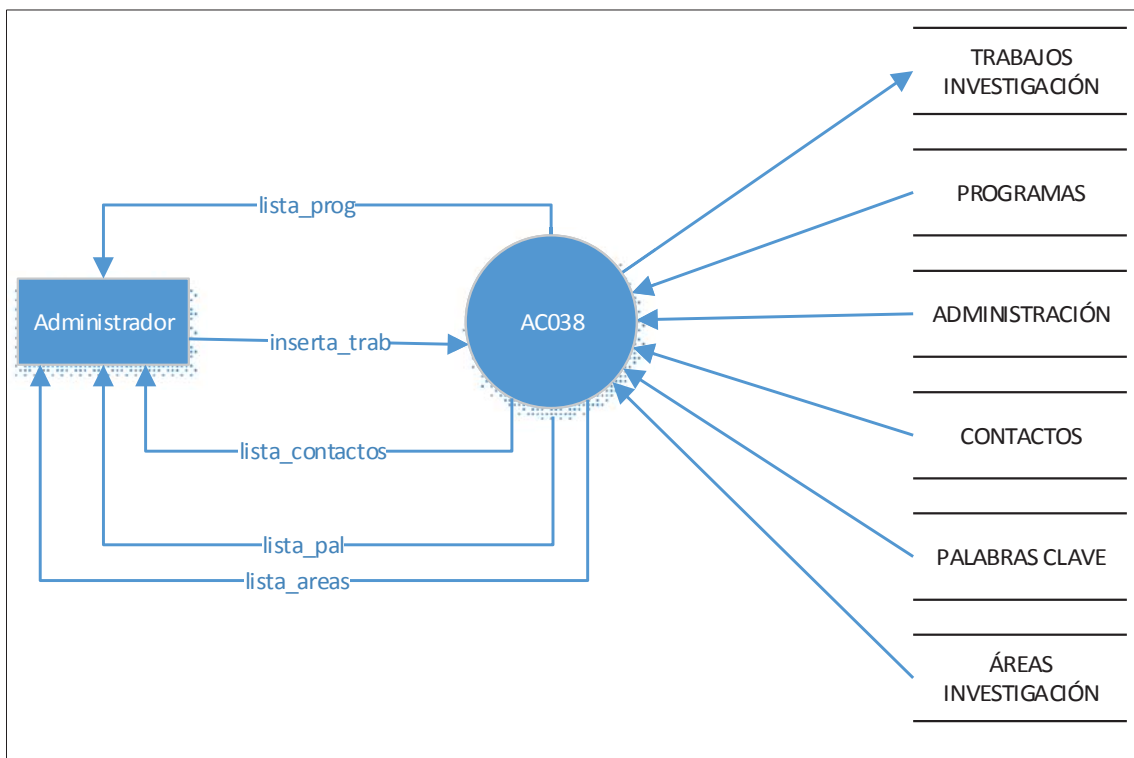 TRABAJOS
INVESTIGACIÓN
PROGRAMAS
lista_prog
Administrador
inserta_trab
AC038
ADMINISTRACIÓN
lista_contactos
CONTACTOS
lista_pal
lista_areas
PALABRAS CLAVE
ÁREAS
INVESTIGACIÓN